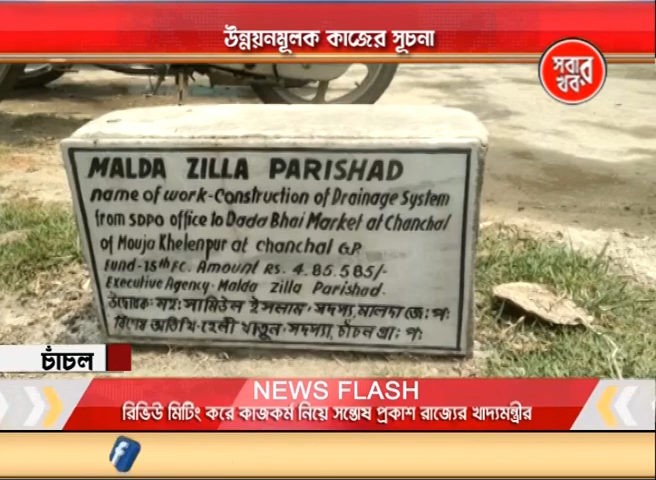 উন্নয়নমূলক কাজের সূচনা
সবার
খবর
MALDA ZILLA PARISHAD
name of work-Construction of Drainage System
from SDPO office to Dada Bhai Market at Chanchal
of Mouja Khelenpur at Chanchal G.P.
Fund-15th FC. Amount Rs. 4,85,585/-
Executive Agency- Malda Zilla Parishad.
উদ্বোধক: মহ: সামিউল ইসলাম, সদস্য, মালদা জে: প:
বিশেষ অতিথি-হেলী খাতুন, সদস্যা, চাঁচল গ্রা: প:
চাঁচল
NEWS FLASH
রিভিউ মিটিং করে কাজকর্ম নিয়ে সন্তোষ প্রকাশ রাজ্যের খাদ্যমন্ত্রীর